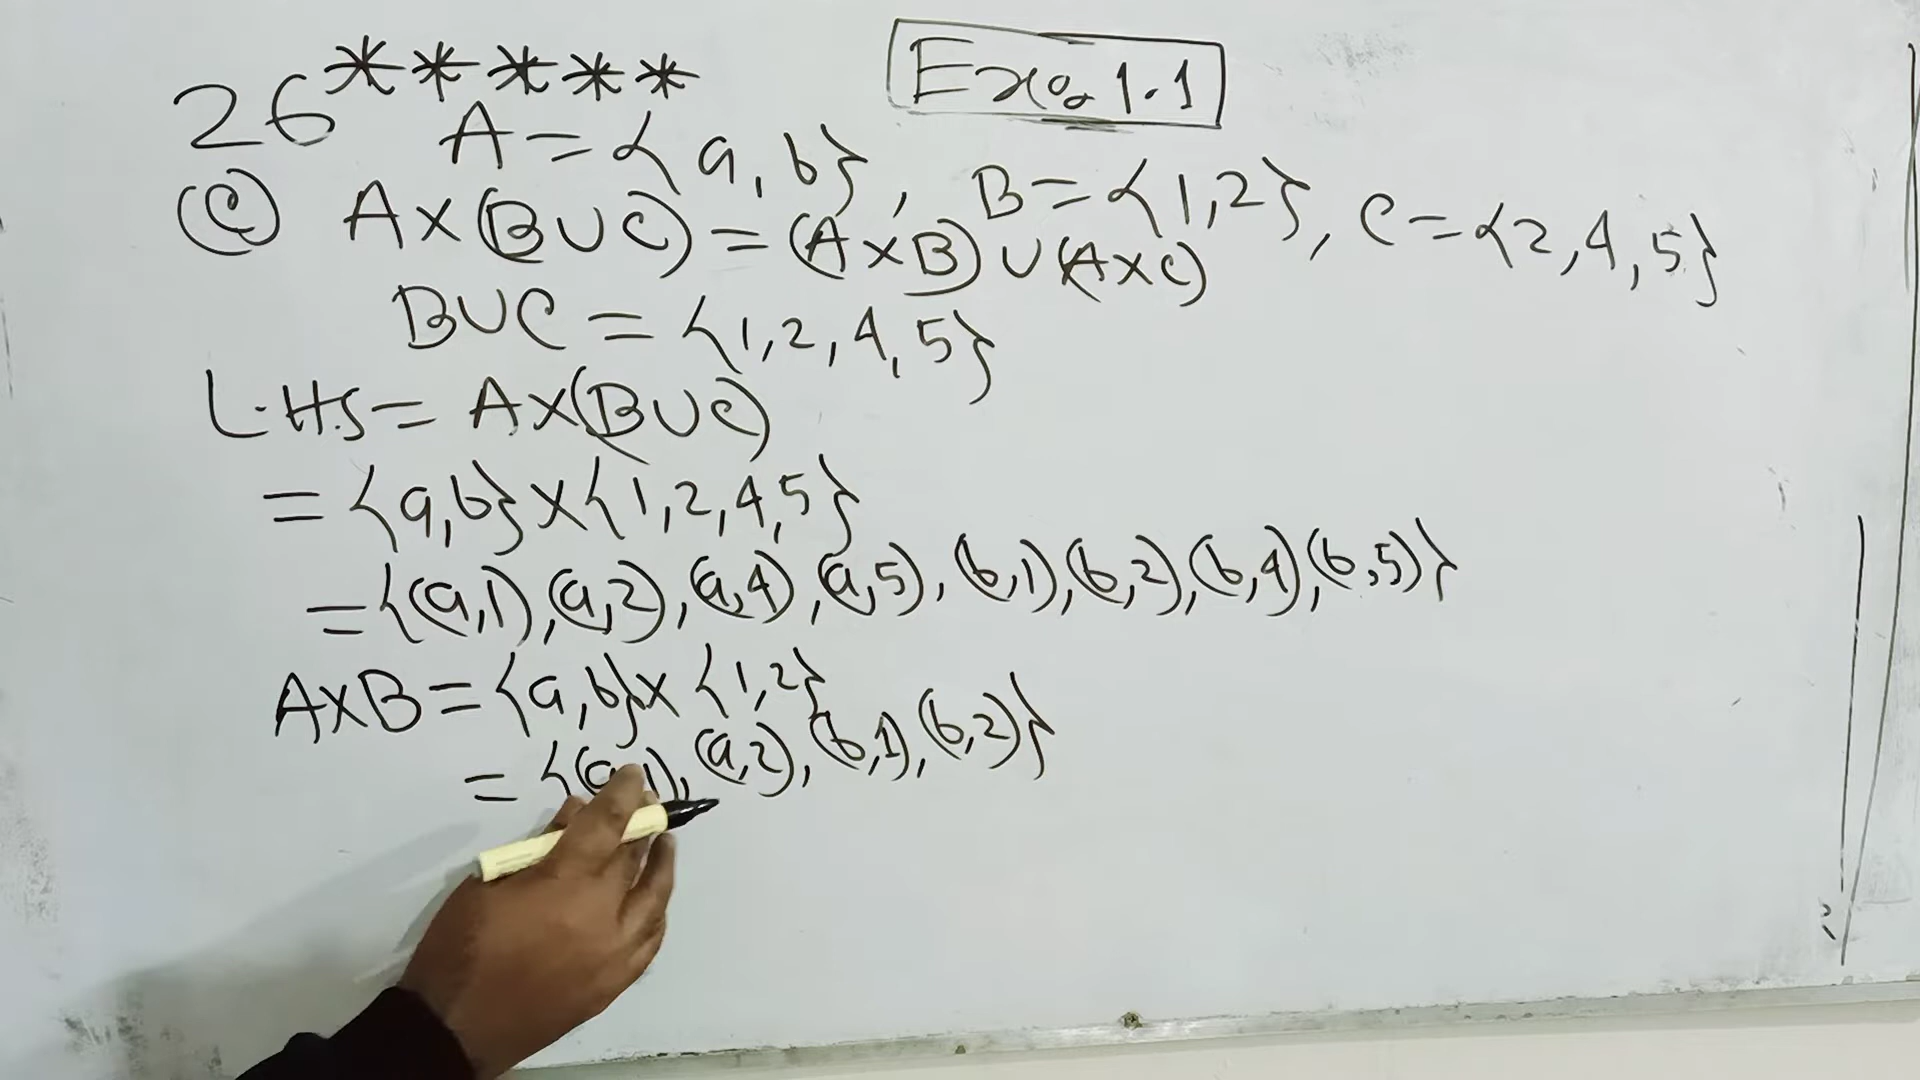 26***** Exo 1.1
A = {a, b}, B = {1,2}, C = {2,4,5}
(c) A×(B∪C) = (A×B)∪(A×C)
B∪C = {1,2,4,5}
L.H.S = A×(B∪C)
= {a,b}×{1,2,4,5}
={(a,1),(a,2),(a,4),(a,5),(b,1),(b,2),(b,4),(b,5)}
A×B = {a,b}×{1,2}
= {(a,1),(a,2),(b,1),(b,2)}